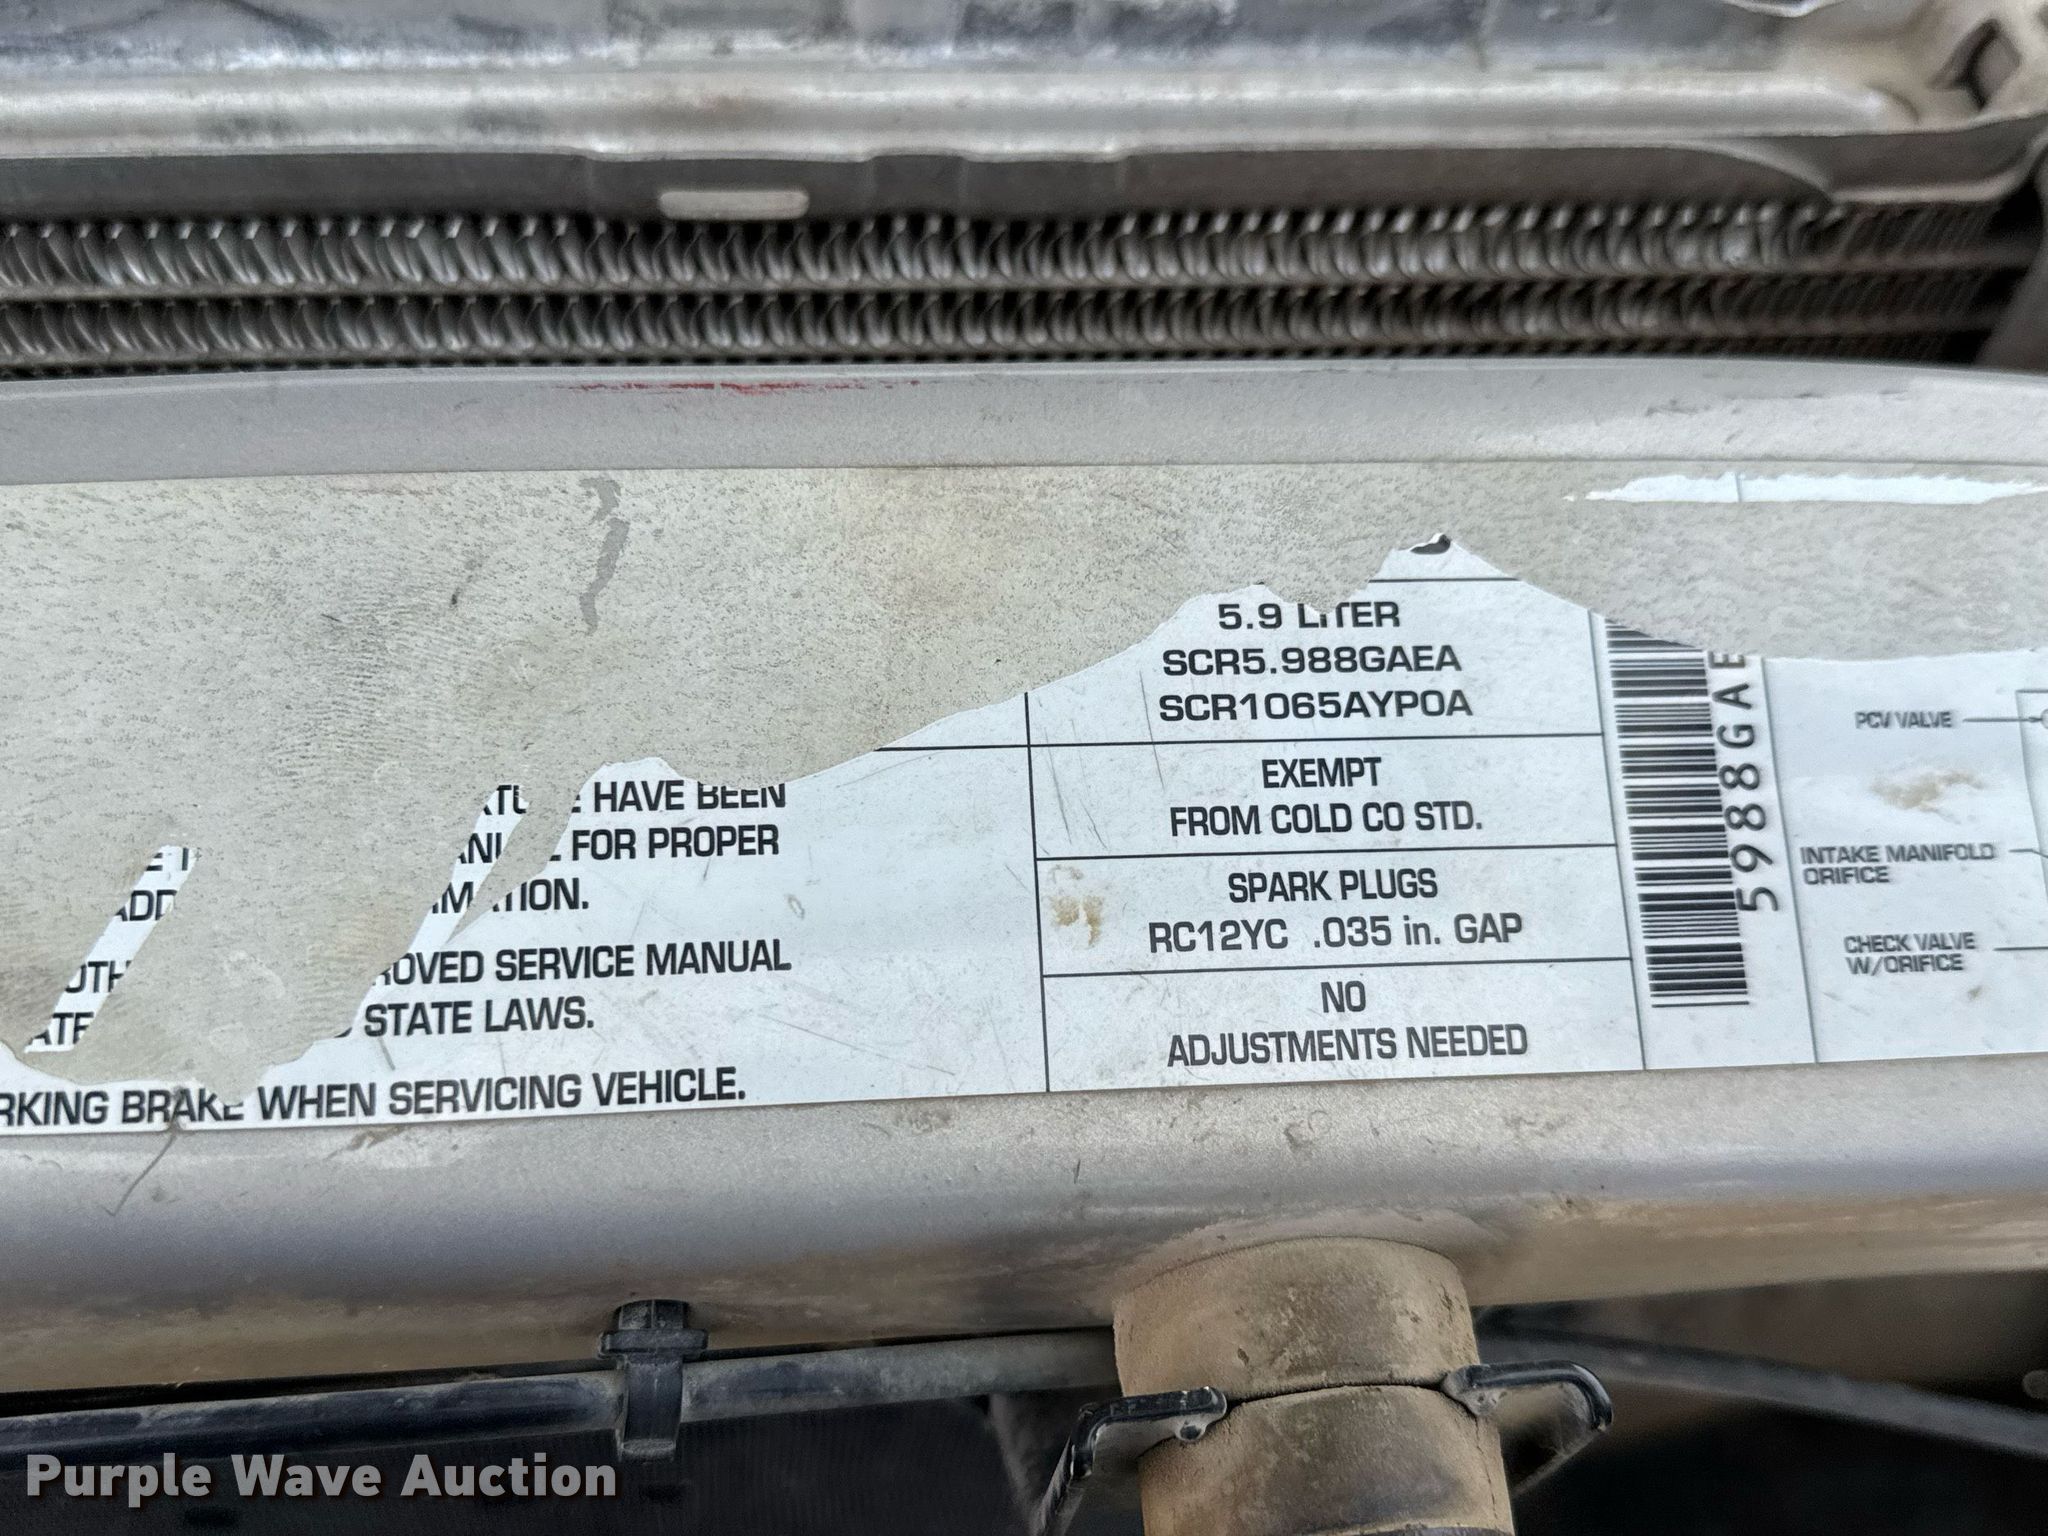 5.9 LITER
SCR5.988GAEA
SCR1065AYP0A
EXEMPT
FROM COLD CO STD.
SPARK PLUGS
RC12YC .035 in. GAP
NO
ADJUSTMENTS NEEDED
HAVE BEEN
FOR PROPER
SERVICE MANUAL
STATE LAWS.
BRAKE WHEN SERVICING VEHICLE.
5988GAE
PCV VALVE
INTAKE MANIFOLD
ORIFICE
CHECK VALVE
W/ORIFICE
Purple Wave Auction